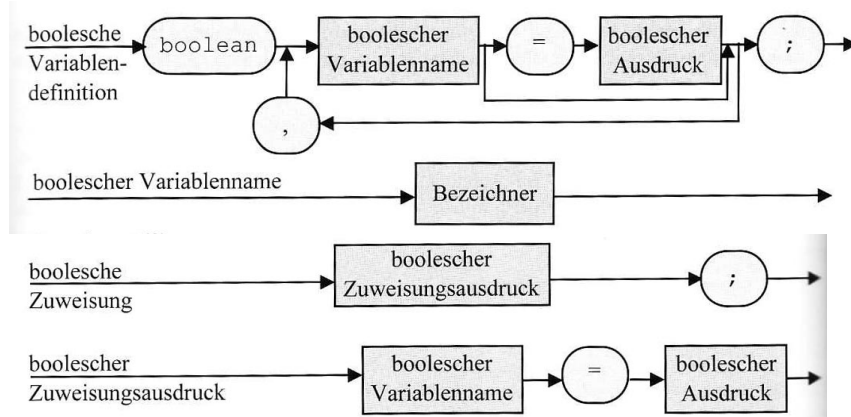 boolesche
Variablen-
definition
boolean
boolescher
Variablenname
=
boolescher
Ausdruck
;
,
boolescher Variablenname
Bezeichner
boolesche
Zuweisung
boolescher
Zuweisungsausdruck
;
boolescher
Zuweisungsausdruck
boolescher
Variablenname
=
boolescher
Ausdruck